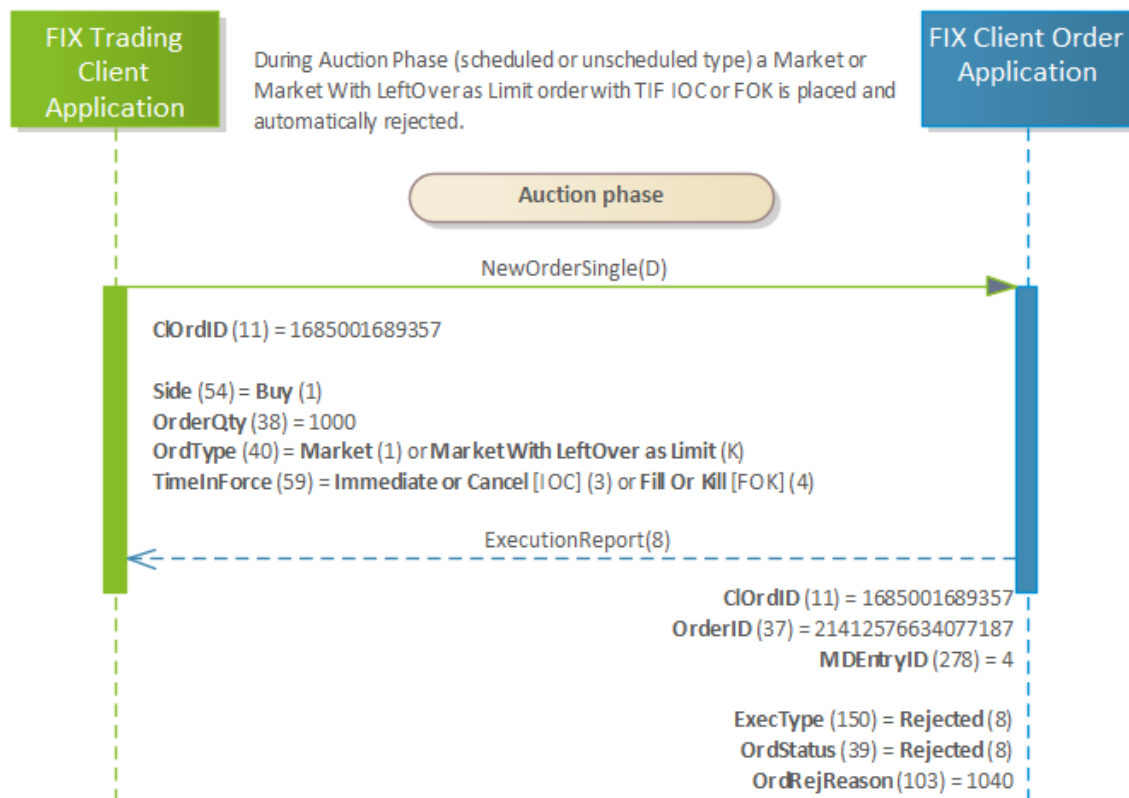 FIX Trading
Client
Application
During Auction Phase (scheduled or unscheduled type) a Market or
Market With LeftOver as Limit order with TIF IOC or FOK is placed and
automatically rejected.
FIX Client Order
Application
Auction phase
NewOrderSingle(D)
ClOrdID (11) = 1685001689357
Side (54) = Buy (1)
OrderQty (38) = 1000
OrdType (40) = Market (1) or Market With LeftOver as Limit (K)
TimeInForce (59) = Immediate or Cancel [IOC] (3) or Fill Or Kill [FOK] (4)
ExecutionReport(8)
ClOrdID (11) = 1685001689357
OrderID (37) = 21412576634077187
MDEntryID (278) = 4
ExecType (150) = Rejected (8)
OrdStatus (39) = Rejected (8)
OrdRejReason (103) = 1040